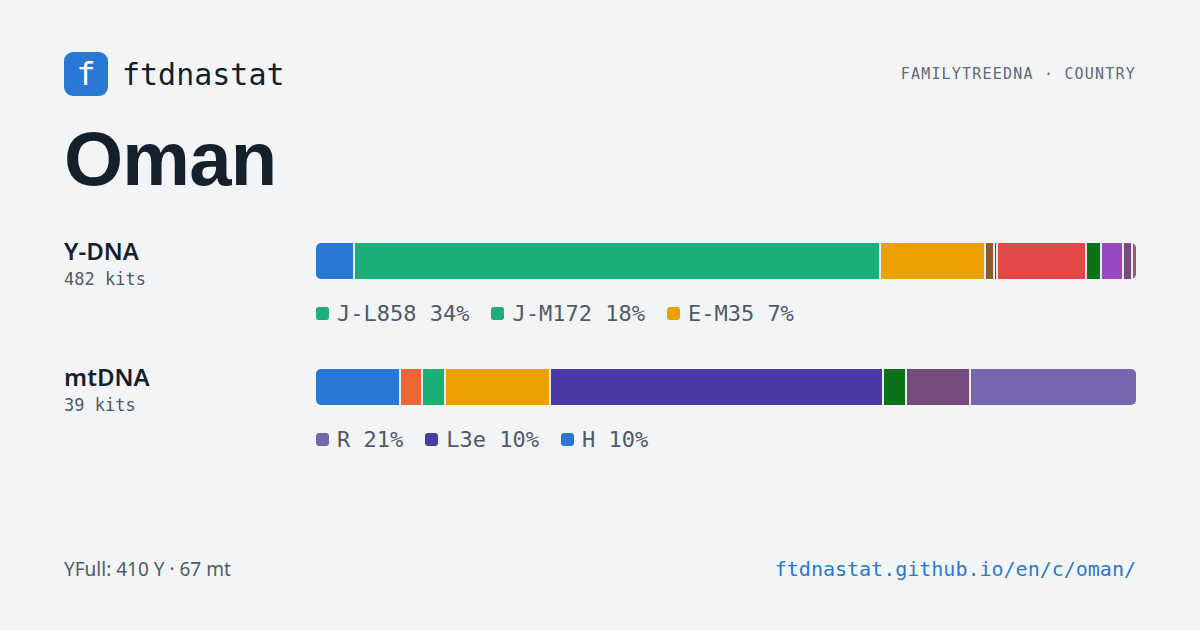 f ftdnastat
FAMILYTREEDNA · COUNTRY
Oman
Y-DNA
482 kits
J-L858 34% J-M172 18% E-M35 7%
mtDNA
39 kits
R 21% L3e 10% H 10%
YFull: 410 Y · 67 mt
ftdnastat.github.io/en/c/oman/